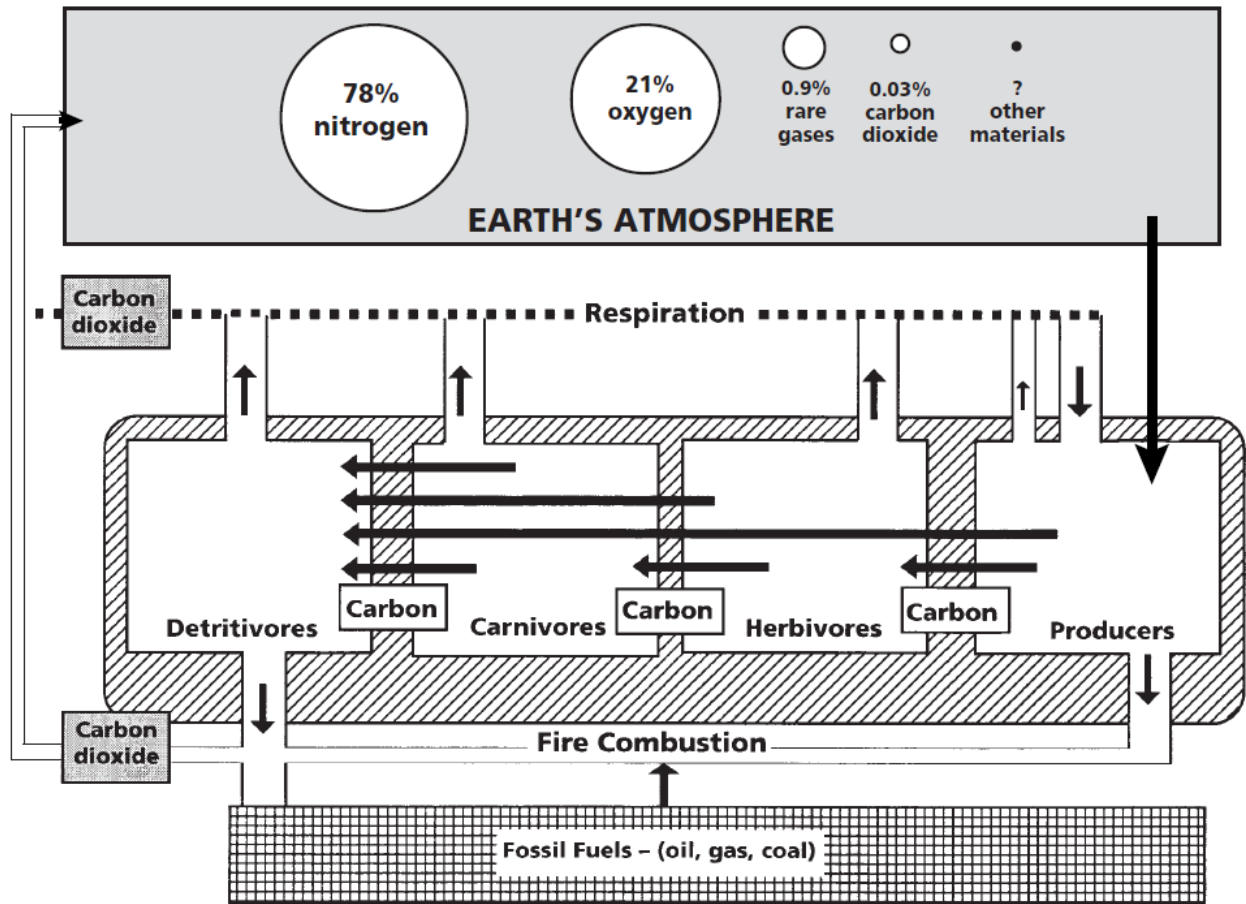 78%
nitrogen
21%
oxygen
0.9%
rare
gases
0.03%
carbon
dioxide
?
other
materials
EARTH'S ATMOSPHERE
Carbon
dioxide
Respiration
Carbon
Carbon
Carbon
Detritivores
Carnivores
Herbivores
Producers
Carbon
dioxide
Fire Combustion
Fossil Fuels – (oil, gas, coal)